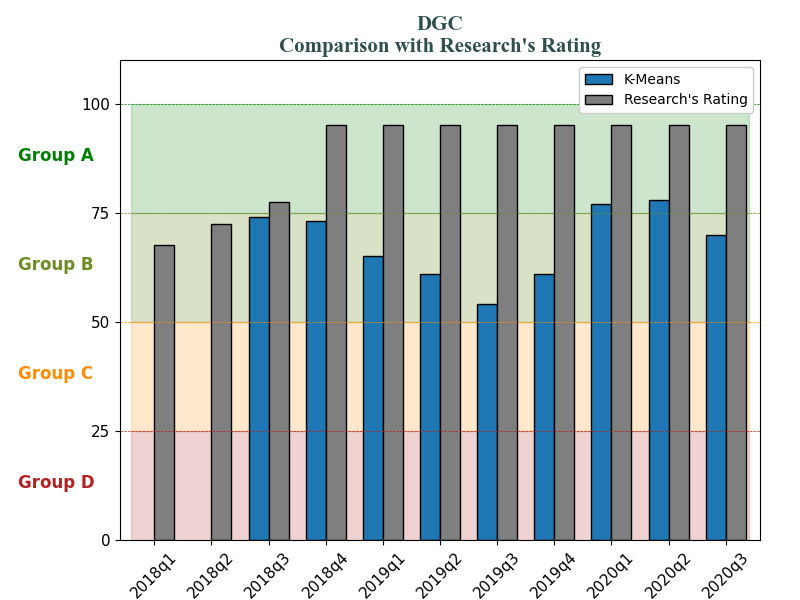 DGC
Comparison with Research's Rating
K-Means
Research's Rating
100
Group A
75
Group B
50
Group C
25
Group D
0
2018q1
2018q2
2018q3
2018q4
2019q1
2019q2
2019q3
2019q4
2020q1
2020q2
2020q3